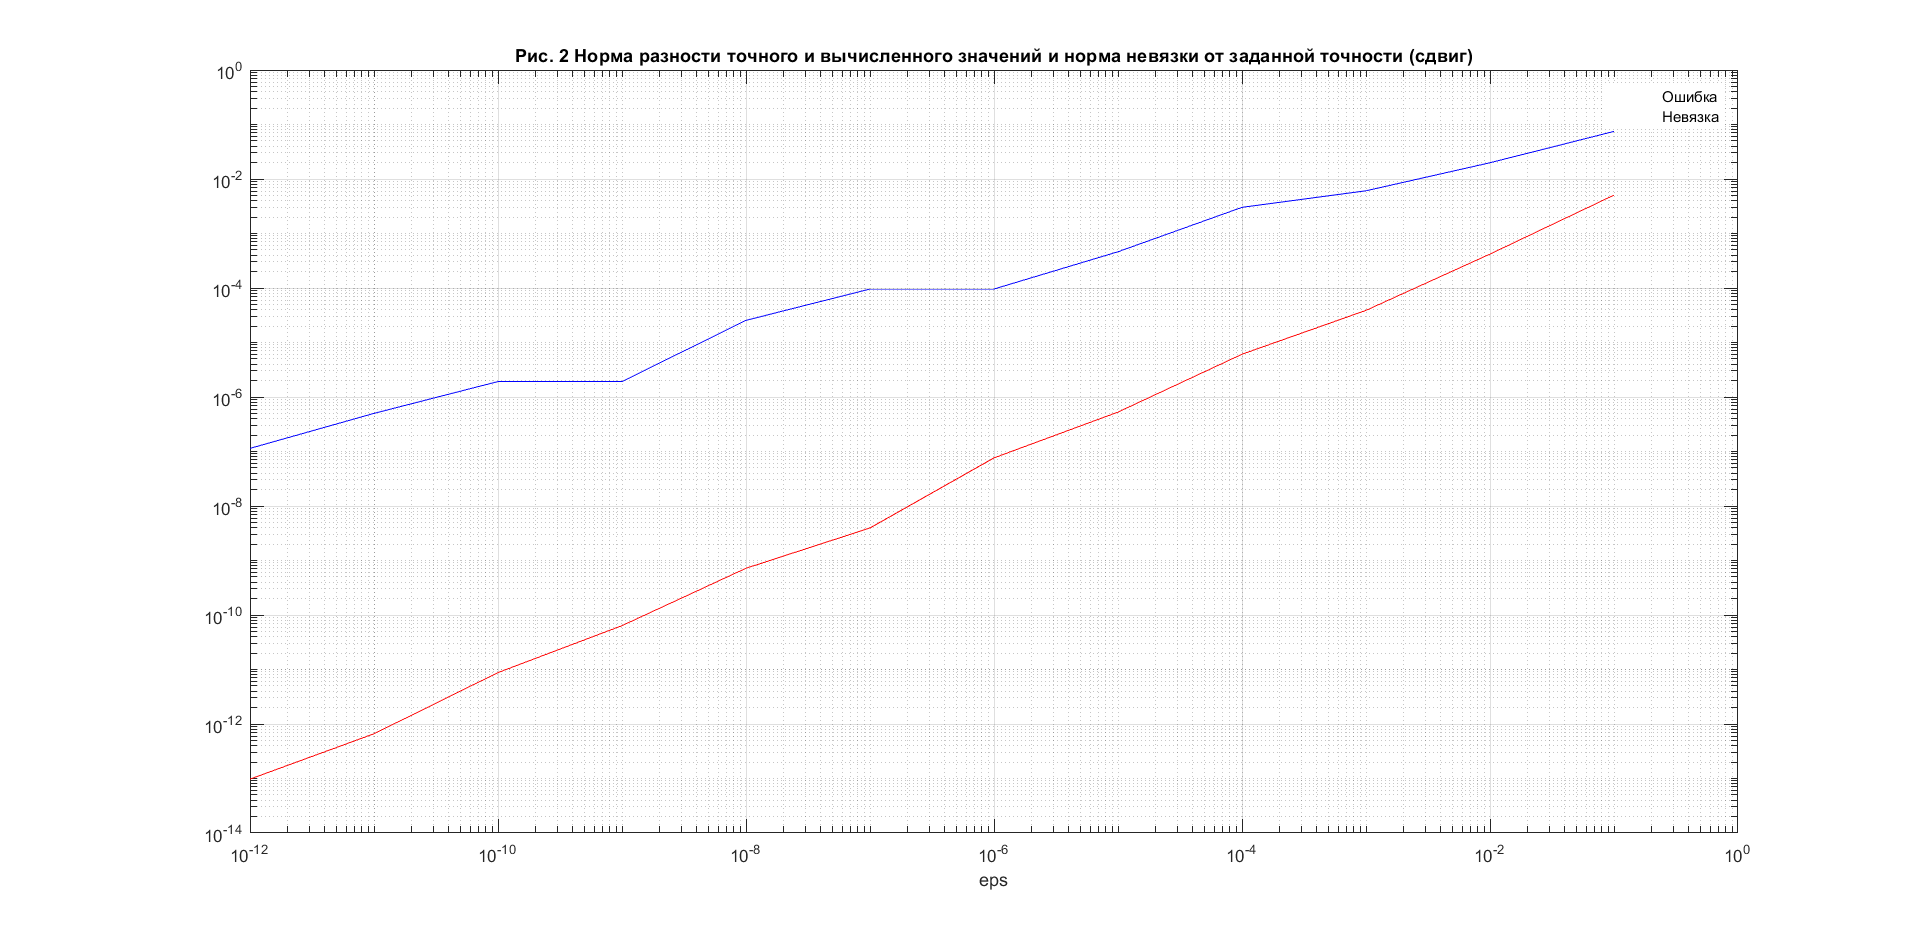 Рис. 2 Норма разности точного и вычисленного значений и норма невязки от заданной точности (сдвиг)
Ошибка
Невязка
10^0
10^-2
10^-4
10^-6
10^-8
10^-10
10^-12
10^-14
10^-12 10^-10 10^-8 10^-6 10^-4 10^-2 10^0
eps